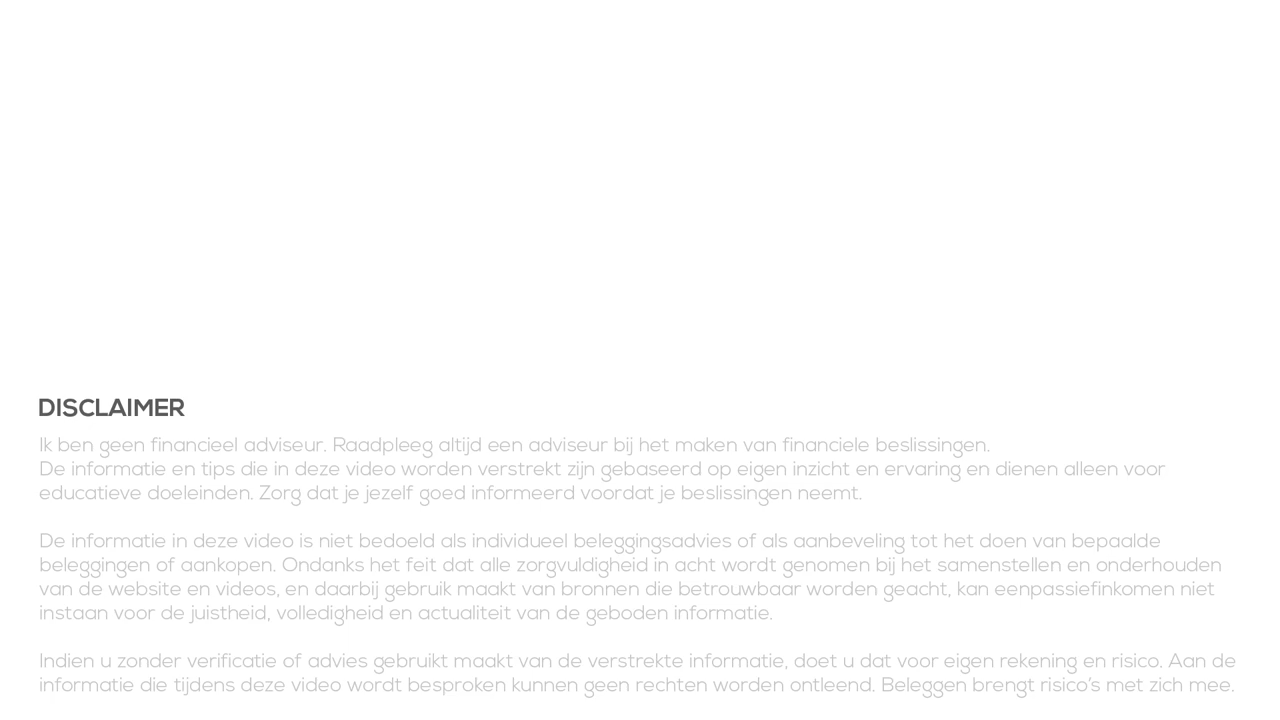 DISCLAIMER
Ik ben geen financieel adviseur. Raadpleeg altijd een adviseur bij het maken van financiele beslissingen.
De informatie en tips die in deze video worden verstrekt zijn gebaseerd op eigen inzicht en ervaring en dienen alleen voor
educatieve doeleinden. Zorg dat je jezelf goed informeerd voordat je beslissingen neemt.
De informatie in deze video is niet bedoeld als individueel beleggingsadvies of als aanbeveling tot het doen van bepaalde
beleggingen of aankopen. Ondanks het feit dat alle zorgvuldigheid in acht wordt genomen bij het samenstellen en onderhouden
van de website en videos, en daarbij gebruik maakt van bronnen die betrouwbaar worden geacht, kan eenpassiefinkomen niet
instaan voor de juistheid, volledigheid en actualiteit van de geboden informatie.
Indien u zonder verificatie of advies gebruikt maakt van de verstrekte informatie, doet u dat voor eigen rekening en risico. Aan de
informatie die tijdens deze video wordt besproken kunnen geen rechten worden ontleend. Beleggen brengt risico's met zich mee.